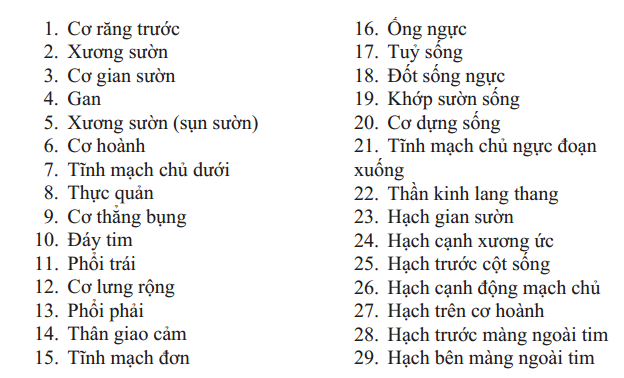 1. Cơ răng trước
2. Xương sườn
3. Cơ gian sườn
4. Gan
5. Xương sườn (sụn sườn)
6. Cơ hoành
7. Tĩnh mạch chủ dưới
8. Thực quản
9. Cơ thẳng bụng
10. Đáy tim
11. Phổi trái
12. Cơ lưng rộng
13. Phổi phải
14. Thân giao cảm
15. Tĩnh mạch đơn
16. Ống ngực
17. Tuỷ sống
18. Đốt sống ngực
19. Khớp sườn sống
20. Cơ dựng sống
21. Tĩnh mạch chủ ngực đoạn
xuống
22. Thần kinh lang thang
23. Hạch gian sườn
24. Hạch cạnh xương ức
25. Hạch trước cột sống
26. Hạch cạnh động mạch chủ
27. Hạch trên cơ hoành
28. Hạch trước màng ngoài tim
29. Hạch bên màng ngoài tim